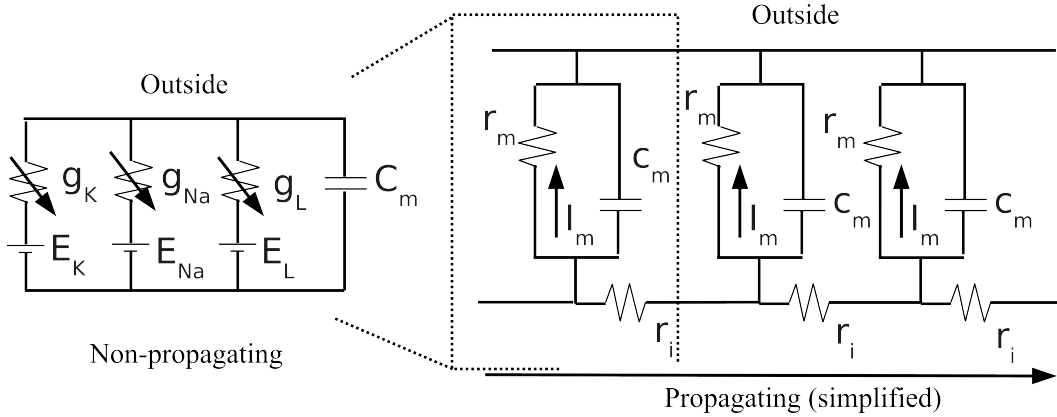 Outside
Outside
r_m
r_m
r_m
c_m
g_K
g_Na
g_L
C_m
c_m
c_m
I_m
I_m
I_m
E_K
E_Na
E_L
r_i
r_i
r_i
Non-propagating
Propagating (simplified)